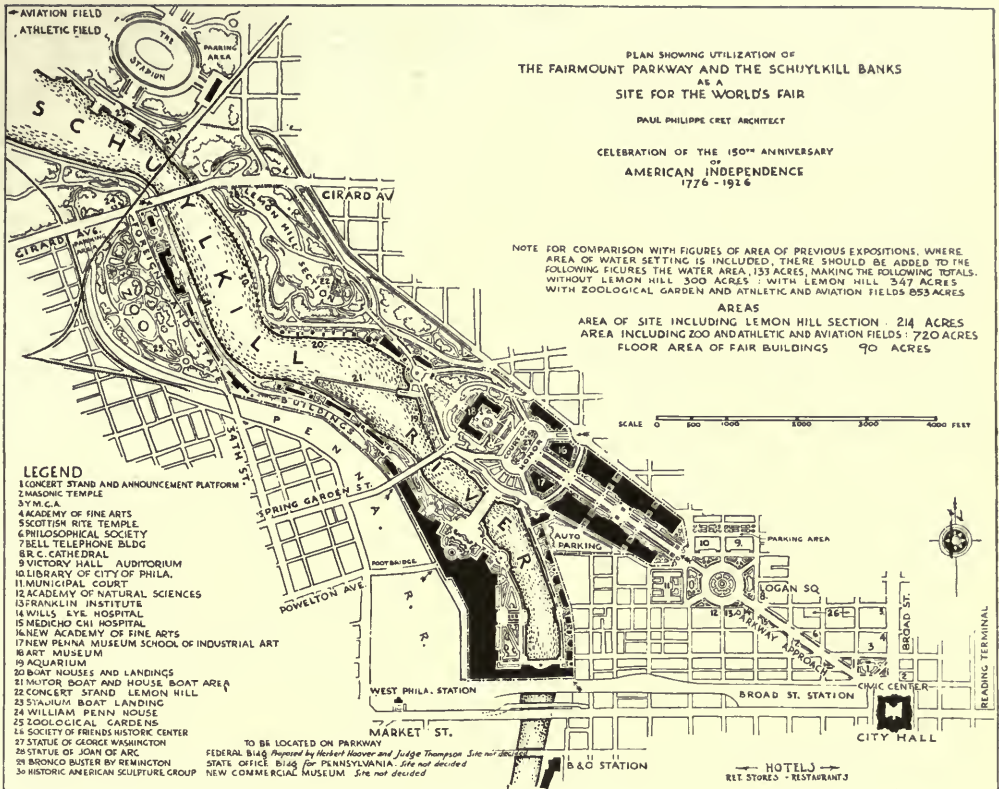 ←AVIATION FIELD
ATHLETIC FIELD
THE STADIUM
PARKING AREA
PLAN SHOWING UTILIZATION OF
THE FAIRMOUNT PARKWAY AND THE SCHUYLKILL BANKS
AS A
SITE FOR THE WORLD'S FAIR
PAUL PHILIPPE CRET ARCHITECT
CELEBRATION OF THE 150TH ANNIVERSARY
OF
AMERICAN INDEPENDENCE
1776-1926
NOTE FOR COMPARISON WITH FIGURES OF AREA OF PREVIOUS EXPOSITIONS, WHERE
AREA OF WATER SETTING IS INCLUDED, THERE SHOULD BE ADDED TO THE
FOLLOWING FIGURES THE WATER AREA, 133 ACRES, MAKING THE FOLLOWING TOTALS.
WITHOUT LEMON HILL 300 ACRES : WITH LEMON HILL 347 ACRES
WITH ZOOLOGICAL GARDEN AND ATHLETIC AND AVIATION FIELDS 853 ACRES
AREAS
AREA OF SITE INCLUDING LEMON HILL SECTION . 214 ACRES
AREA INCLUDING ZOO AND ATHLETIC AND AVIATION FIELDS : 720 ACRES
FLOOR AREA OF FAIR BUILDINGS 90 ACRES
SCALE 0 500 1000 2000 3000 4000 FEET
SCHUYLKILL RIVER
GIRARD AV
GIRARD AVE.
PARKING AREA
LEMON HILL SECTION
FOREIGN AND STATE BUILDINGS
34TH ST.
PENNA. R. R.
SPRING GARDEN ST.
FOOTBRIDGE
POWELTON AVE.
AUTO PARKING
PARKING AREA
LOGAN SQ
PARKWAY APPROACH
BROAD ST.
READING TERMINAL
CIVIC CENTER
CITY HALL
BROAD ST. STATION
WEST PHILA. STATION
MARKET ST.
B&O STATION
← HOTELS →
RET. STORES - RESTAURANTS
LEGEND
1 CONCERT STAND AND ANNOUNCEMENT PLATFORM
2 MASONIC TEMPLE
3 Y.M.C.A.
4 ACADEMY OF FINE ARTS
5 SCOTTISH RITE TEMPLE
6 PHILOSOPHICAL SOCIETY
7 BELL TELEPHONE BLDG
8 R.C. CATHEDRAL
9 VICTORY HALL AUDITORIUM
10 LIBRARY OF CITY OF PHILA.
11 MUNICIPAL COURT
12 ACADEMY OF NATURAL SCIENCES
13 FRANKLIN INSTITUTE
14 WILLS EYE HOSPITAL
15 MEDICHO CHI HOSPITAL
16 NEW ACADEMY OF FINE ARTS
17 NEW PENNA MUSEUM SCHOOL OF INDUSTRIAL ART
18 ART MUSEUM
19 AQUARIUM
20 BOAT HOUSES AND LANDINGS
21 MOTOR BOAT AND HOUSE BOAT AREA
22 CONCERT STAND LEMON HILL
23 STADIUM BOAT LANDING
24 WILLIAM PENN HOUSE
25 ZOOLOGICAL GARDENS
26 SOCIETY OF FRIENDS HISTORIC CENTER
27 STATUE OF GEORGE WASHINGTON
28 STATUE OF JOAN OF ARC
29 BRONCO BUSTER BY REMINGTON
30 HISTORIC AMERICAN SCULPTURE GROUP
TO BE LOCATED ON PARKWAY
FEDERAL Bldg Proposed by Herbert Hoover and Judge Thompson Site not decided
STATE OFFICE Bldg for PENNSYLVANIA. Site not decided
NEW COMMERCIAL MUSEUM Site not decided